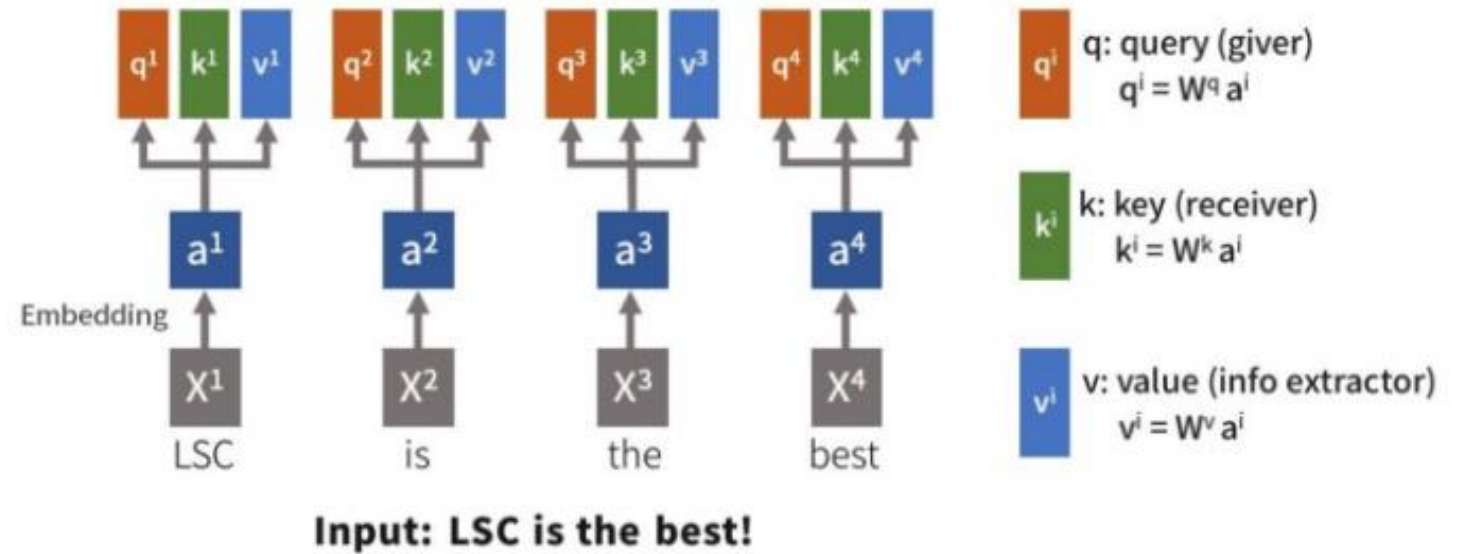 q¹ k¹ v¹ q² k² v² q³ k³ v³ q⁴ k⁴ v⁴
a¹ a² a³ a⁴
Embedding
X¹ X² X³ X⁴
LSC is the best
Input: LSC is the best!
qⁱ q: query (giver)
qⁱ = W^q aⁱ
kⁱ k: key (receiver)
kⁱ = Wᵏ aⁱ
vⁱ v: value (info extractor)
vⁱ = Wᵛ aⁱ